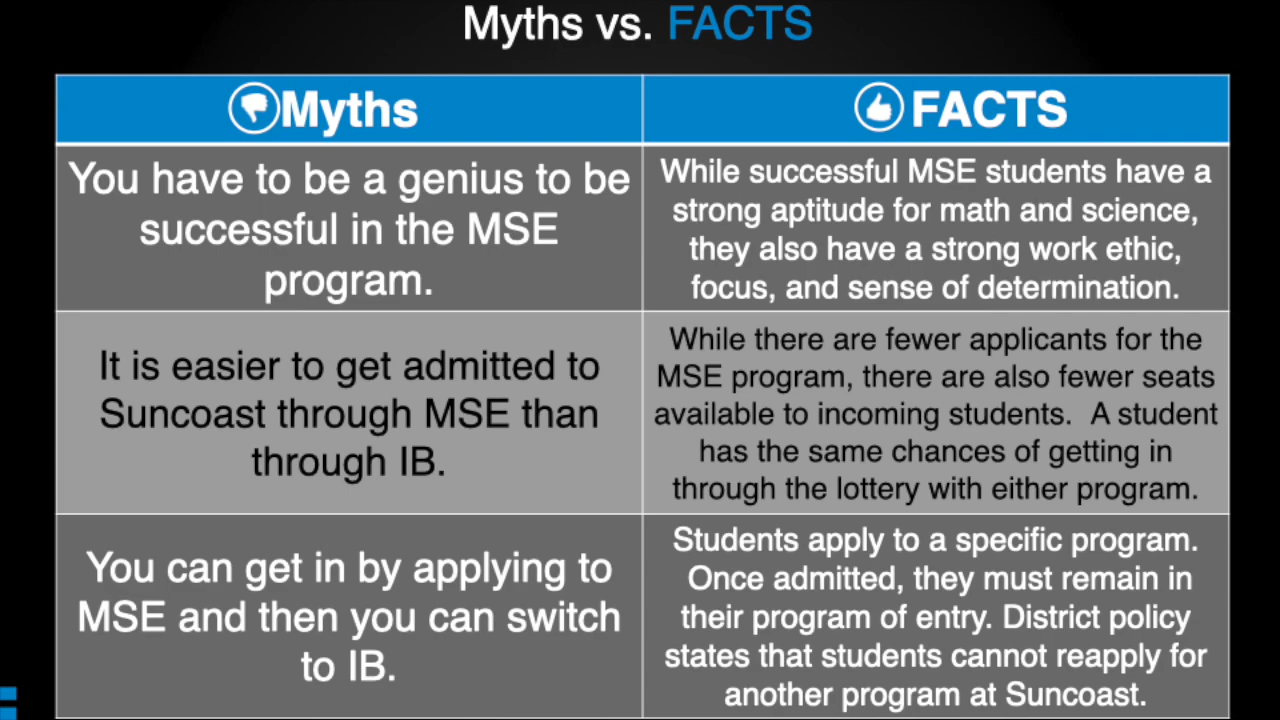 Myths vs. FACTS
Myths
FACTS
You have to be a genius to be
successful in the MSE
program.
While successful MSE students have a
strong aptitude for math and science,
they also have a strong work ethic,
focus, and sense of determination.
It is easier to get admitted to
Suncoast through MSE than
through IB.
While there are fewer applicants for the
MSE program, there are also fewer seats
available to incoming students.  A student
has the same chances of getting in
through the lottery with either program.
You can get in by applying to
MSE and then you can switch
to IB.
Students apply to a specific program.
Once admitted, they must remain in
their program of entry. District policy
states that students cannot reapply for
another program at Suncoast.